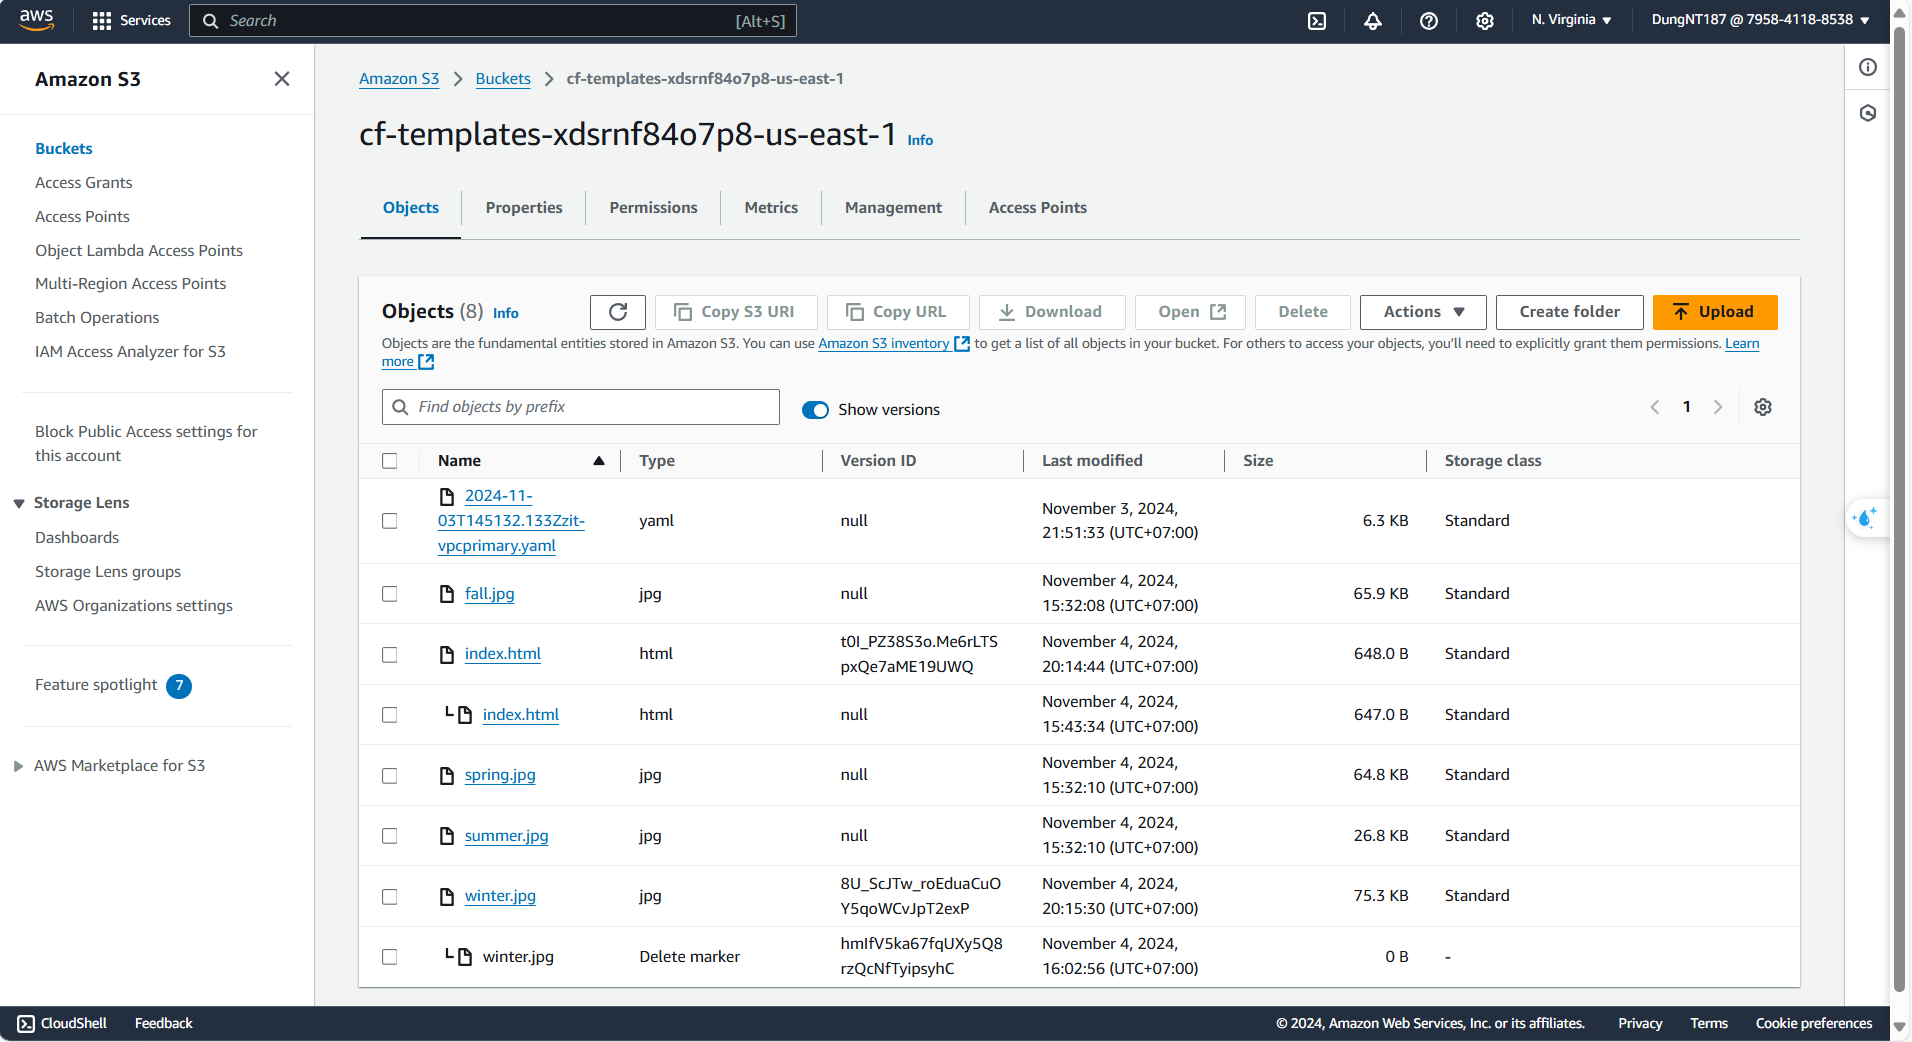 aws
Services
Search
[Alt+S]
N. Virginia
DungNT187 @ 7958-4118-8538
Amazon S3
Buckets
Access Grants
Access Points
Object Lambda Access Points
Multi-Region Access Points
Batch Operations
IAM Access Analyzer for S3
Block Public Access settings for
this account
Storage Lens
Dashboards
Storage Lens groups
AWS Organizations settings
Feature spotlight 7
AWS Marketplace for S3
Amazon S3 > Buckets > cf-templates-xdsrnf84o7p8-us-east-1
cf-templates-xdsrnf84o7p8-us-east-1 Info
Objects Properties Permissions Metrics Management Access Points
Objects (8) Info
Copy S3 URI Copy URL Download Open Delete Actions Create folder Upload
Objects are the fundamental entities stored in Amazon S3. You can use Amazon S3 inventory to get a list of all objects in your bucket. For others to access your objects, you'll need to explicitly grant them permissions. Learn
more
Find objects by prefix
Show versions
1
Name Type Version ID Last modified Size Storage class
2024-11-
03T145132.133Zzit-
vpcprimary.yaml
yaml
null
November 3, 2024,
21:51:33 (UTC+07:00)
6.3 KB
Standard
fall.jpg
jpg
null
November 4, 2024,
15:32:08 (UTC+07:00)
65.9 KB
Standard
index.html
html
t0I_PZ38S3o.Me6rLTS
pxQe7aME19UWQ
November 4, 2024,
20:14:44 (UTC+07:00)
648.0 B
Standard
index.html
html
null
November 4, 2024,
15:43:34 (UTC+07:00)
647.0 B
Standard
spring.jpg
jpg
null
November 4, 2024,
15:32:10 (UTC+07:00)
64.8 KB
Standard
summer.jpg
jpg
null
November 4, 2024,
15:32:10 (UTC+07:00)
26.8 KB
Standard
winter.jpg
jpg
8U_ScJTw_roEduaCuO
Y5qoWCvJpT2exP
November 4, 2024,
20:15:30 (UTC+07:00)
75.3 KB
Standard
winter.jpg
Delete marker
hmIfV5ka67fqUXy5Q8
rzQcNfTyipsyhC
November 4, 2024,
16:02:56 (UTC+07:00)
0 B
-
CloudShell Feedback
© 2024, Amazon Web Services, Inc. or its affiliates. Privacy Terms Cookie preferences